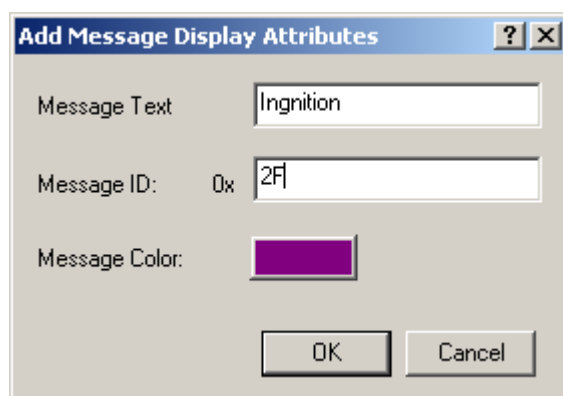 Add Message Display Attributes
Message Text Ingnition
Message ID: 0x 2F
Message Color:
OK Cancel